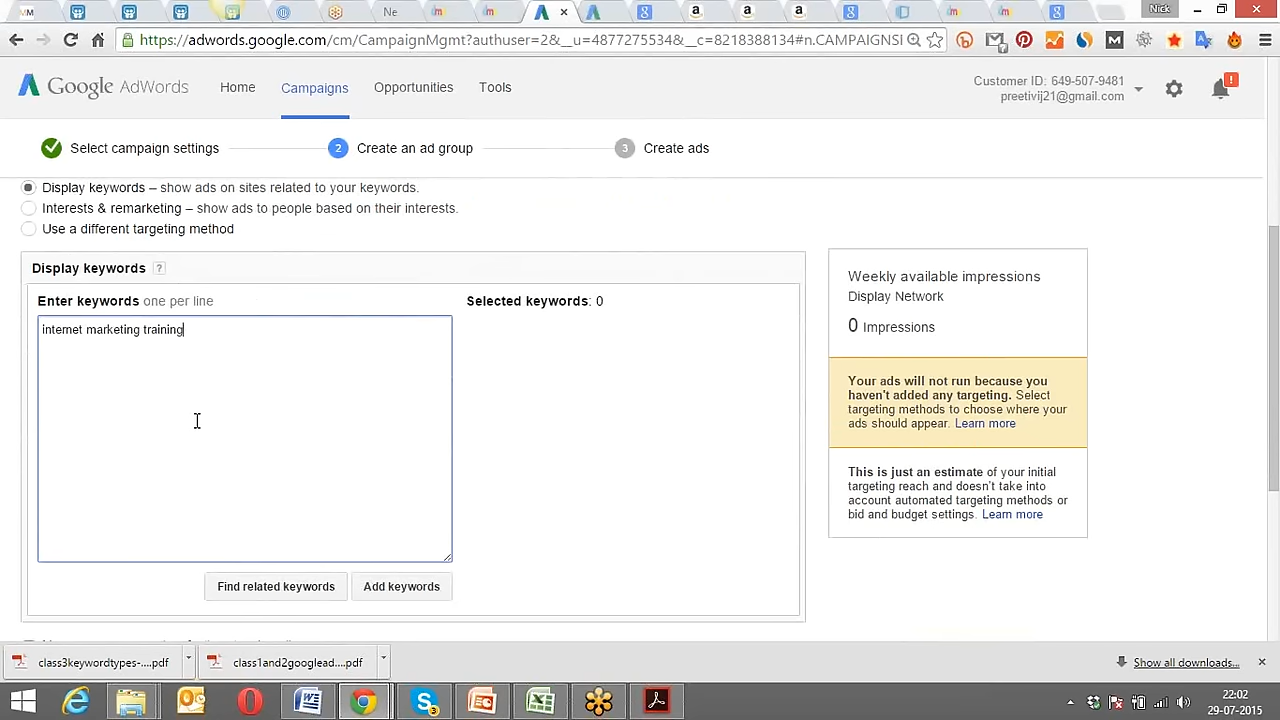 Ne
Nick
https://adwords.google.com/cm/CampaignMgmt?authuser=2&__u=4877275534&__c=8218388134#n.CAMPAIGNSI
Google AdWords
Home
Campaigns
Opportunities
Tools
Customer ID: 649-507-9481
preetivij21@gmail.com
Select campaign settings
2 Create an ad group
3 Create ads
Display keywords – show ads on sites related to your keywords.
Interests & remarketing – show ads to people based on their interests.
Use a different targeting method
Display keywords ?
Enter keywords one per line
Selected keywords: 0
internet marketing training
Find related keywords
Add keywords
Weekly available impressions
Display Network
0 Impressions
Your ads will not run because you
haven't added any targeting. Select
targeting methods to choose where your
ads should appear. Learn more
This is just an estimate of your initial
targeting reach and doesn't take into
account automated targeting methods or
bid and budget settings. Learn more
class3keywordtypes-....pdf
class1and2googlead....pdf
Show all downloads...
22:02
29-07-2015